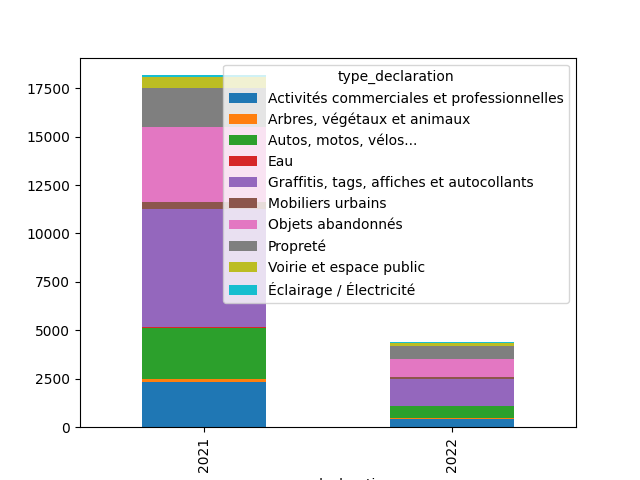 type_declaration
Activités commerciales et professionnelles
Arbres, végétaux et animaux
Autos, motos, vélos...
Eau
Graffitis, tags, affiches et autocollants
Mobiliers urbains
Objets abandonnés
Propreté
Voirie et espace public
Éclairage / Électricité
17500
15000
12500
10000
7500
5000
2500
0
2021
2022